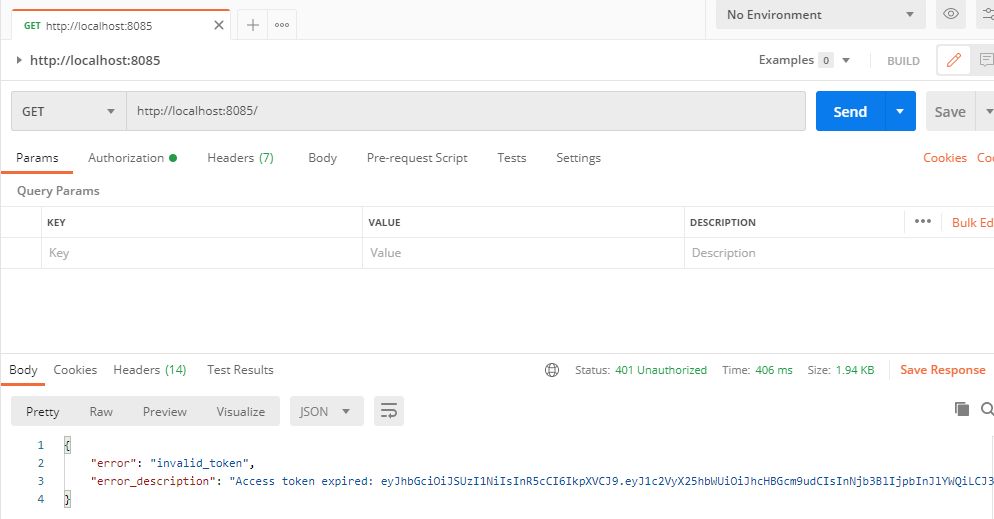 GET http://localhost:8085
No Environment
http://localhost:8085
Examples 0 BUILD
GET http://localhost:8085/ Send Save
Params Authorization Headers (7) Body Pre-request Script Tests Settings Cookies Co
Query Params
KEY VALUE DESCRIPTION Bulk Ed
Key Value Description
Body Cookies Headers (14) Test Results Status: 401 Unauthorized Time: 406 ms Size: 1.94 KB Save Response
Pretty Raw Preview Visualize JSON
1 {
2 "error": "invalid_token",
3 "error_description": "Access token expired: eyJhbGciOiJSUzI1NiIsInR5cCI6IkpXVCJ9.eyJ1c2VyX25hbWUiOiJhcHBGcm9udCIsInNjb3BlIjpbInJlYWQiLCJ3
4 }